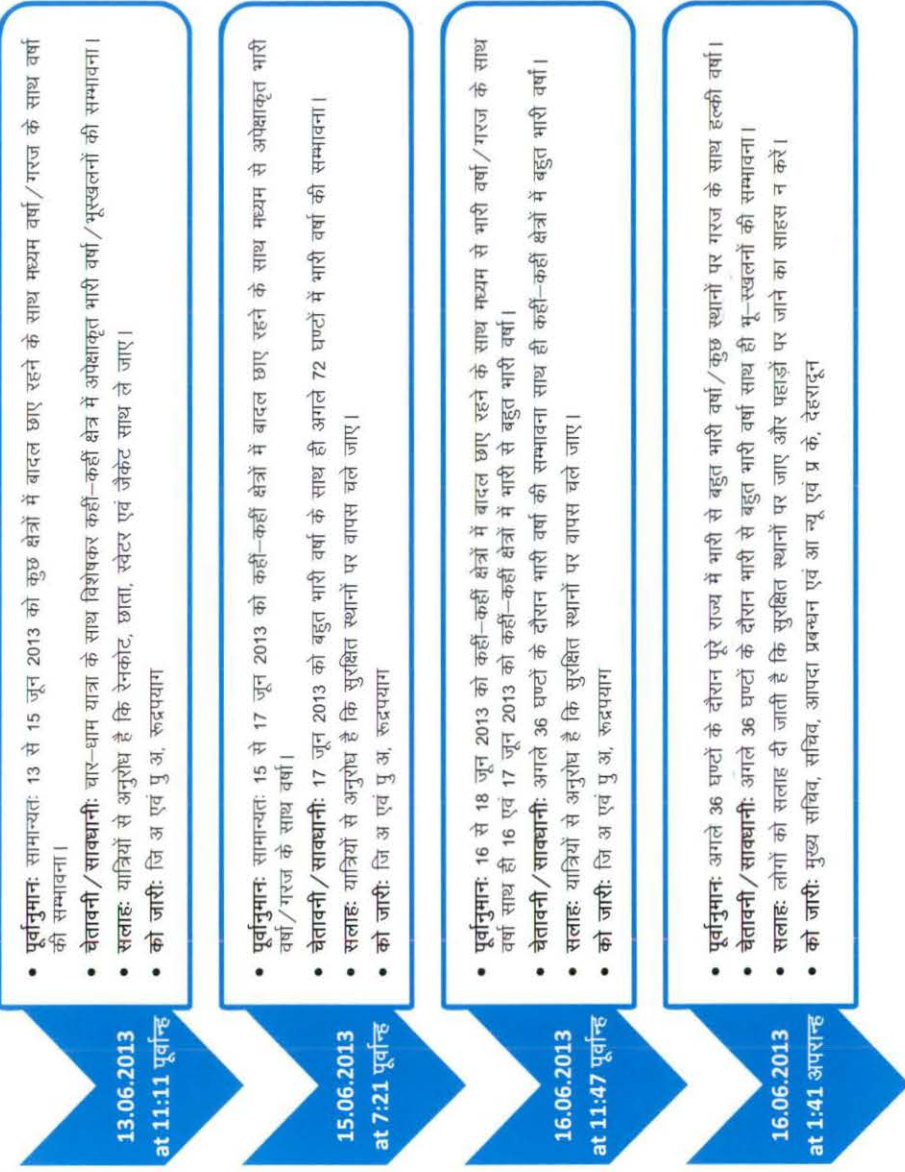 13.06.2013
at 11:11 पूर्वान्ह
• पूर्वानुमानः सामान्यतः 13 से 15 जून 2013 को कुछ क्षेत्रों में बादल छाए रहने के साथ मध्यम वर्षा/गरज के साथ वर्षा
की सम्भावना।
• चेतावनी/सावधानीः चार–धाम यात्रा के साथ विशेषकर कहीं–कहीं क्षेत्र में अपेक्षाकृत भारी वर्षा/भूस्खलनों की सम्भावना।
• सलाहः यात्रियों से अनुरोध है कि रेनकोट, छाता, स्वेटर एवं जैकेट साथ ले जाए।
• को जारीः जि अ एवं पु अ, रूद्रपयाग
15.06.2013
at 7:21 पूर्वान्ह
• पूर्वानुमानः सामान्यतः 15 से 17 जून 2013 को कहीं–कहीं क्षेत्रों में बादल छाए रहने के साथ मध्यम से अपेक्षाकृत भारी
वर्षा/गरज के साथ वर्षा।
• चेतावनी/सावधानीः 17 जून 2013 को बहुत भारी वर्षा के साथ ही अगले 72 घण्टों में भारी वर्षा की सम्भावना।
• सलाहः यात्रियों से अनुरोध है कि सुरक्षित स्थानों पर वापस चले जाए।
• को जारीः जि अ एवं पु अ, रूद्रपयाग
16.06.2013
at 11:47 पूर्वान्ह
• पूर्वानुमानः 16 से 18 जून 2013 को कहीं–कहीं क्षेत्रों में बादल छाए रहने के साथ मध्यम से भारी वर्षा/गरज के साथ
वर्षा साथ ही 16 एवं 17 जून 2013 को कहीं–कहीं क्षेत्रों में भारी से बहुत भारी वर्षा।
• चेतावनी/सावधानीः अगले 36 घण्टों के दौरान भारी वर्षा की सम्भावना साथ ही कहीं–कहीं क्षेत्रों में बहुत भारी वर्षां।
• सलाहः यात्रियों से अनुरोध है कि सुरक्षित स्थानों पर वापस चले जाए।
• को जारीः जि अ एवं पु अ, रूद्रपयाग
16.06.2013
at 1:41 अपरान्ह
• पूर्वानुमानः अगले 36 घण्टों के दौरान पूरे राज्य में भारी से बहुत भारी वर्षा/कुछ स्थानों पर गरज के साथ हल्की वर्षा।
• चेतावनी/सावधानीः अगले 36 घण्टों के दौरान भारी से बहुत भारी वर्षा साथ ही भू–स्खलनों की सम्भावना।
• सलाहः लोगों को सलाह दी जाती है कि सुरक्षित स्थानों पर जाए और पहाड़ों पर जाने का साहस न करें।
• को जारीः मुख्य सचिव, सचिव, आपदा प्रबन्धन एवं आ न्यू एवं प्र के, देहरादून